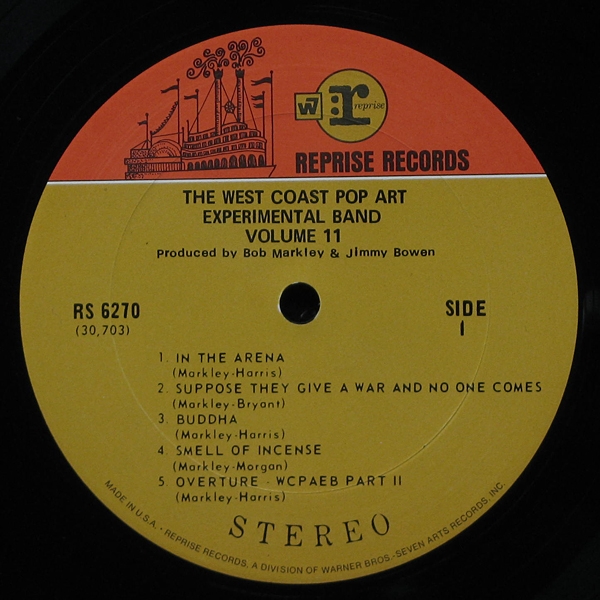 W7 r reprise
REPRISE RECORDS
THE WEST COAST POP ART
EXPERIMENTAL BAND
VOLUME 11
Produced by Bob Markley & Jimmy Bowen
RS 6270
(30,703)
SIDE
1
1. IN THE ARENA
(Markley-Harris)
2. SUPPOSE THEY GIVE A WAR AND NO ONE COMES
(Markley-Bryant)
3. BUDDHA
(Markley-Harris)
4. SMELL OF INCENSE
(Markley-Morgan)
5. OVERTURE - WCPAEB PART II
(Markley-Harris)
STEREO
MADE IN U.S.A. • REPRISE RECORDS, A DIVISION OF WARNER BROS.-SEVEN ARTS RECORDS, INC.